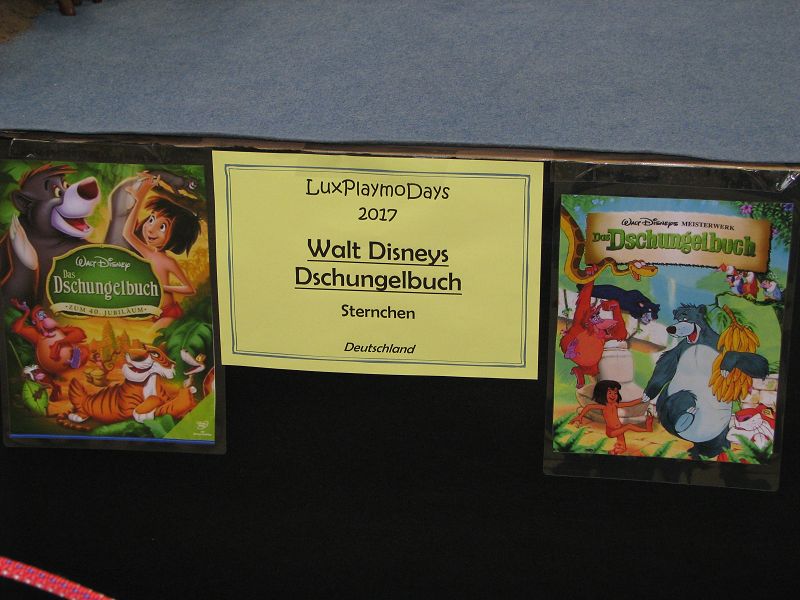 WALT DISNEY
Das
Dschungelbuch
·ZUM 40. JUBILÄUM·
LuxPlaymoDays
2017
Walt Disneys
Dschungelbuch
Sternchen
Deutschland
WALT DISNEYS MEISTERWERK
Das Dschungelbuch